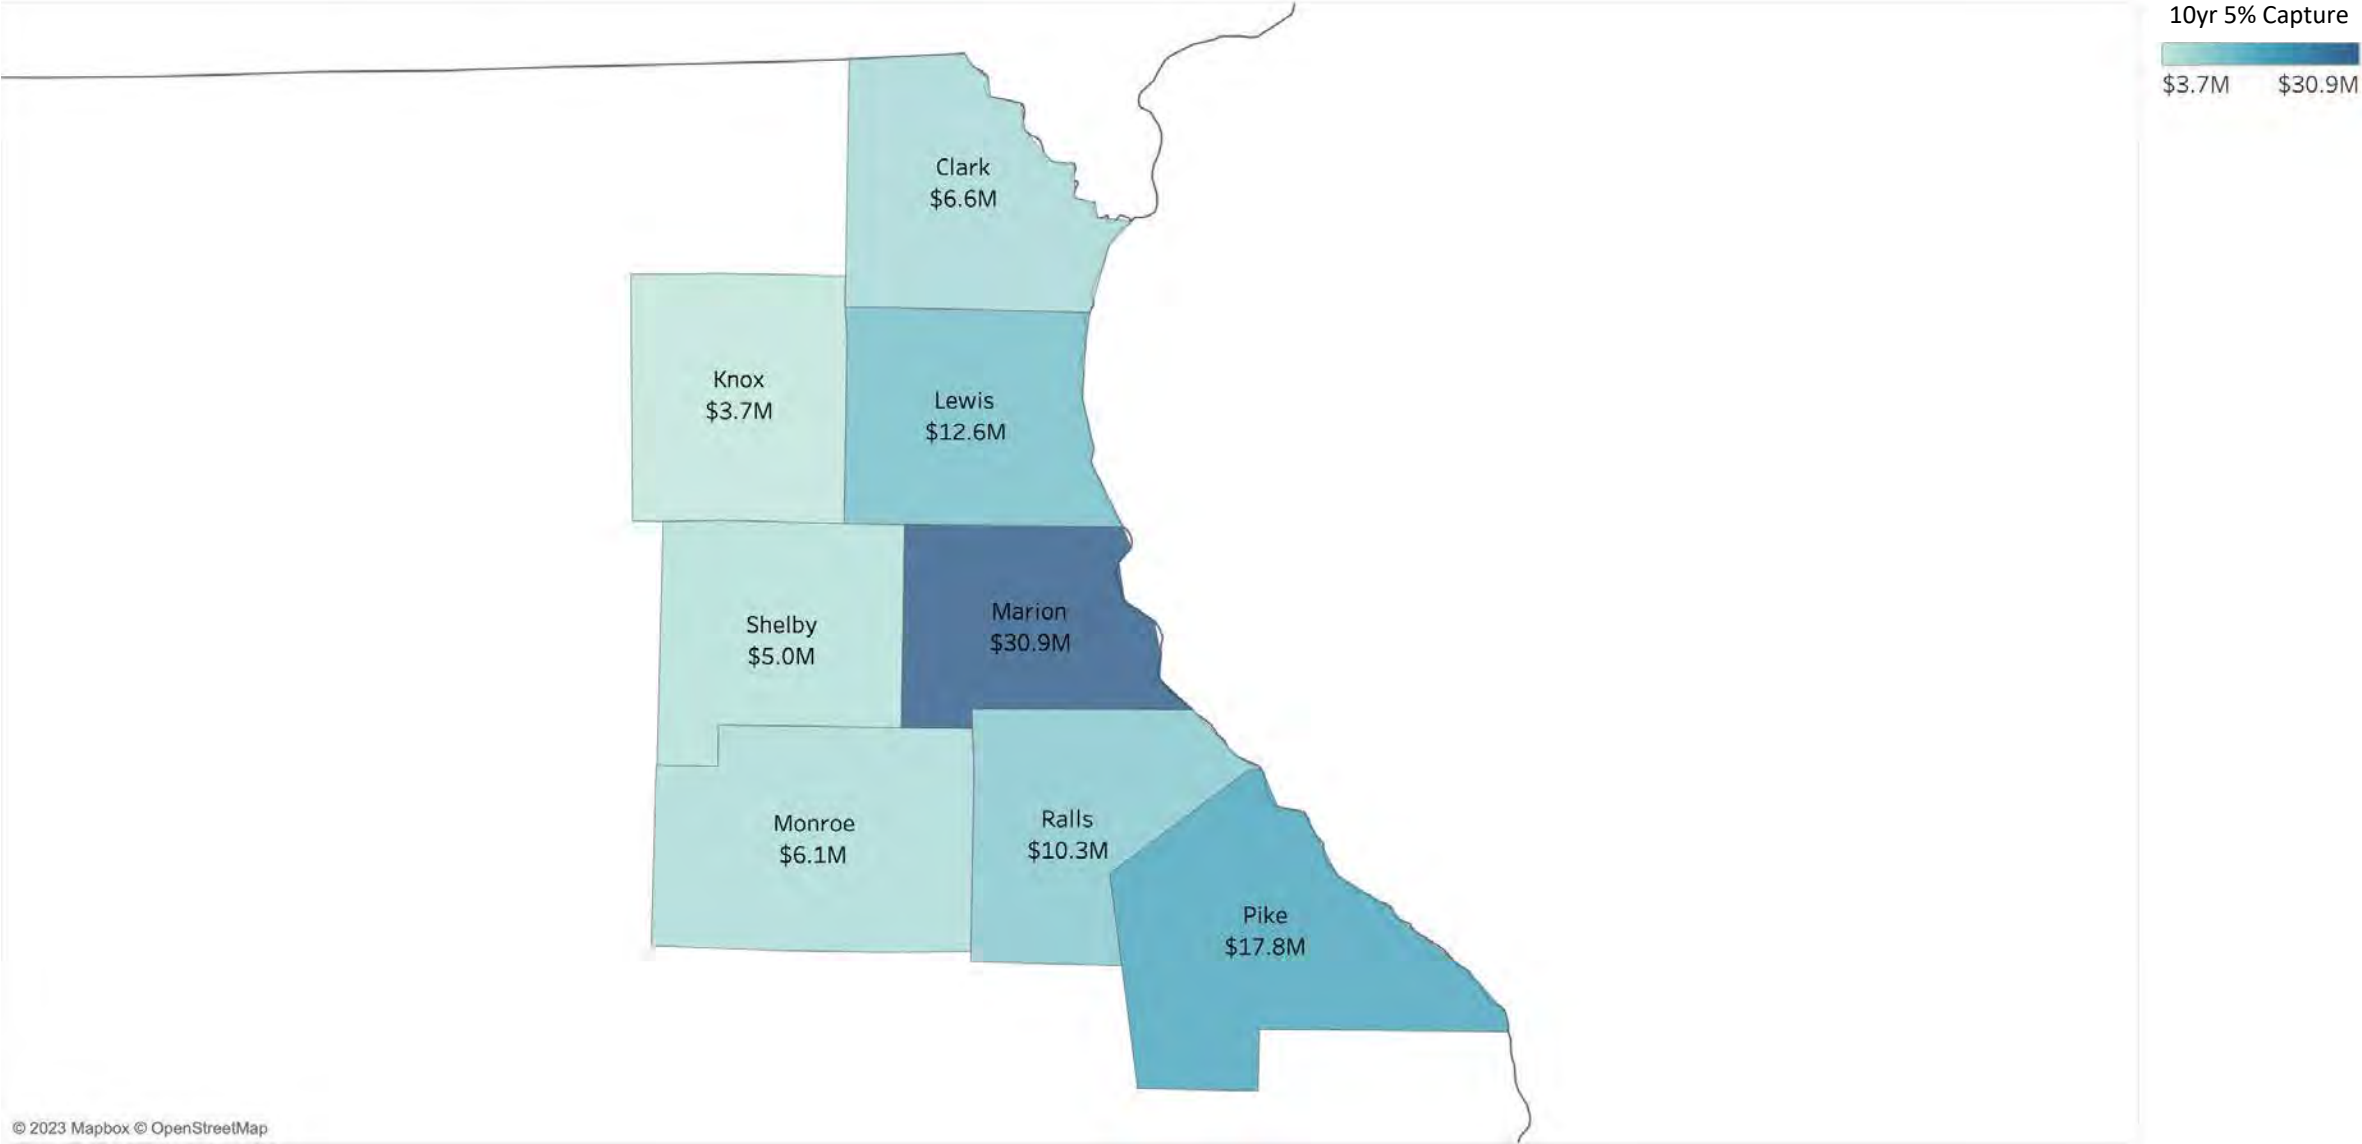 10yr 5% Capture
$3.7M $30.9M
Clark
$6.6M
Knox
$3.7M
Lewis
$12.6M
Shelby
$5.0M
Marion
$30.9M
Monroe
$6.1M
Ralls
$10.3M
Pike
$17.8M
© 2023 Mapbox © OpenStreetMap